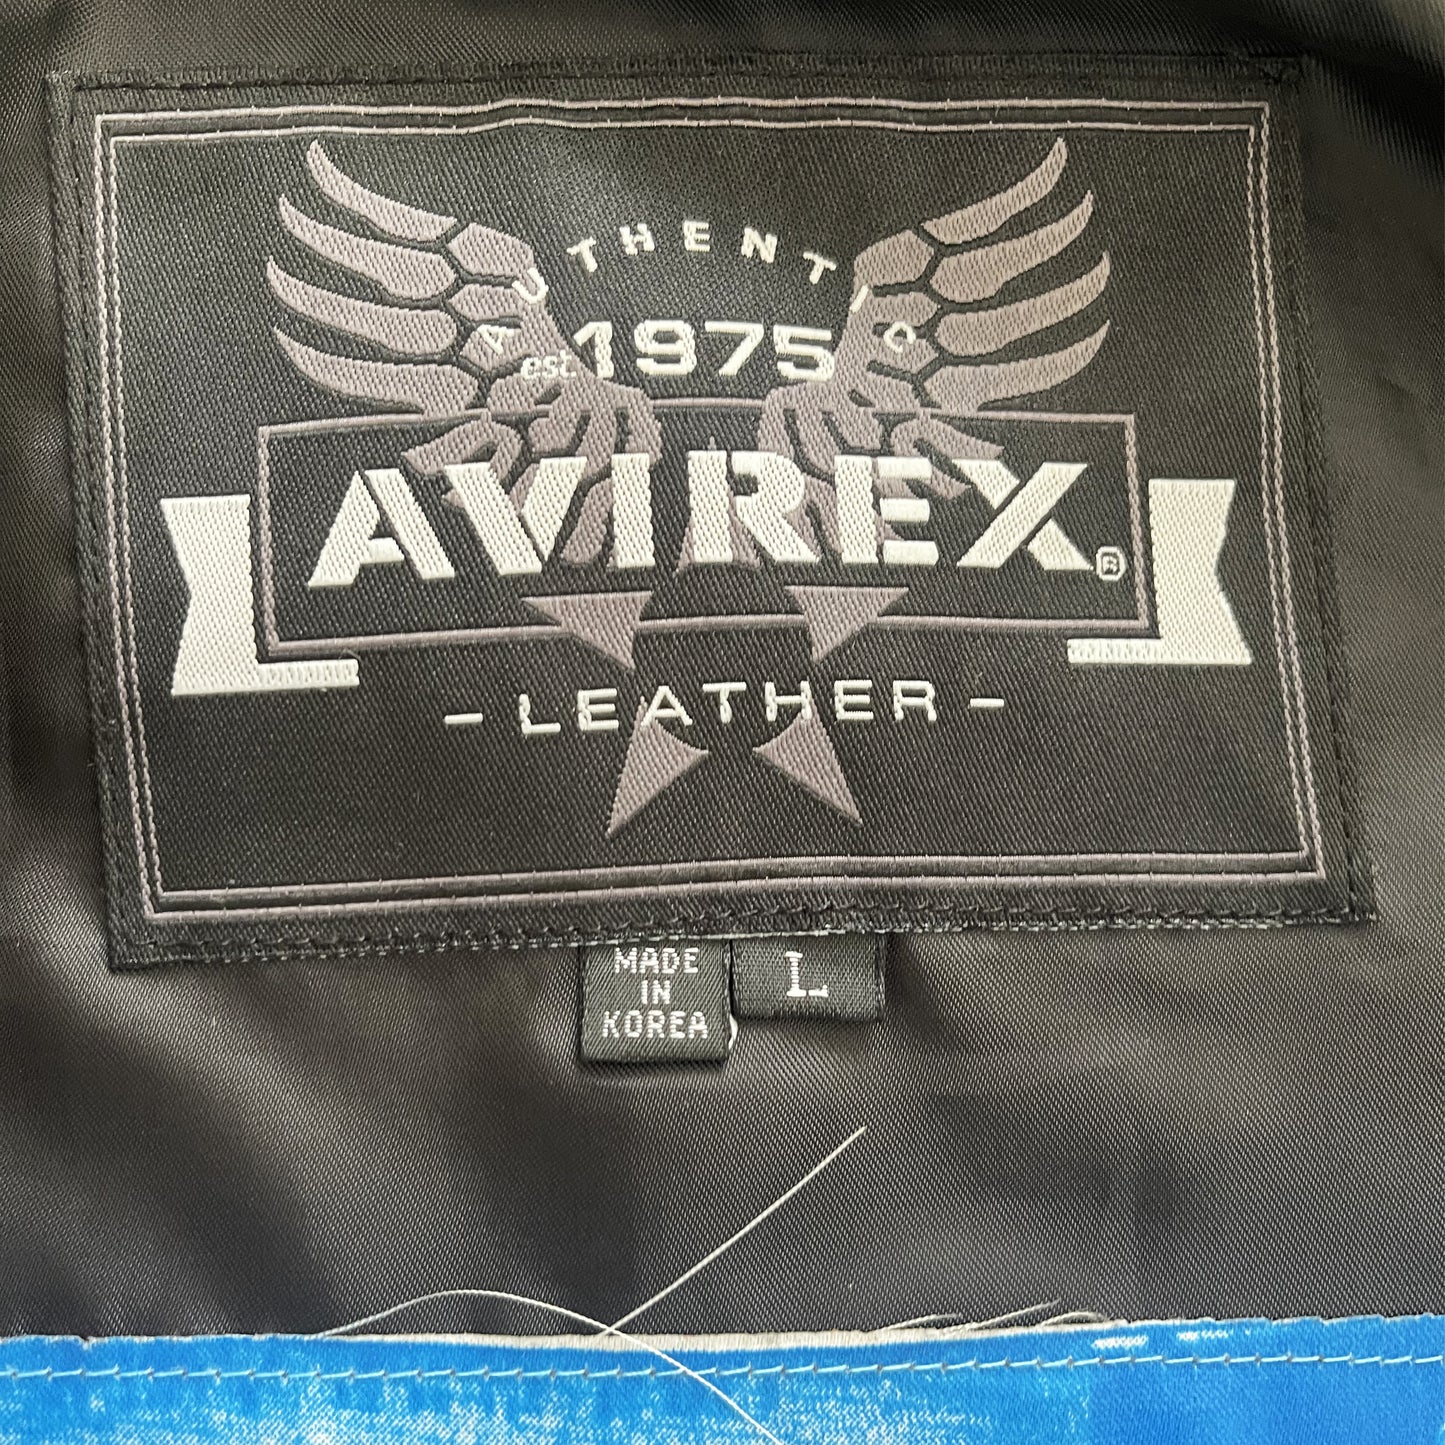 AUTHENTIC
est. 1975
AVIREX®
- LEATHER -
MADE
IN
KOREA
L